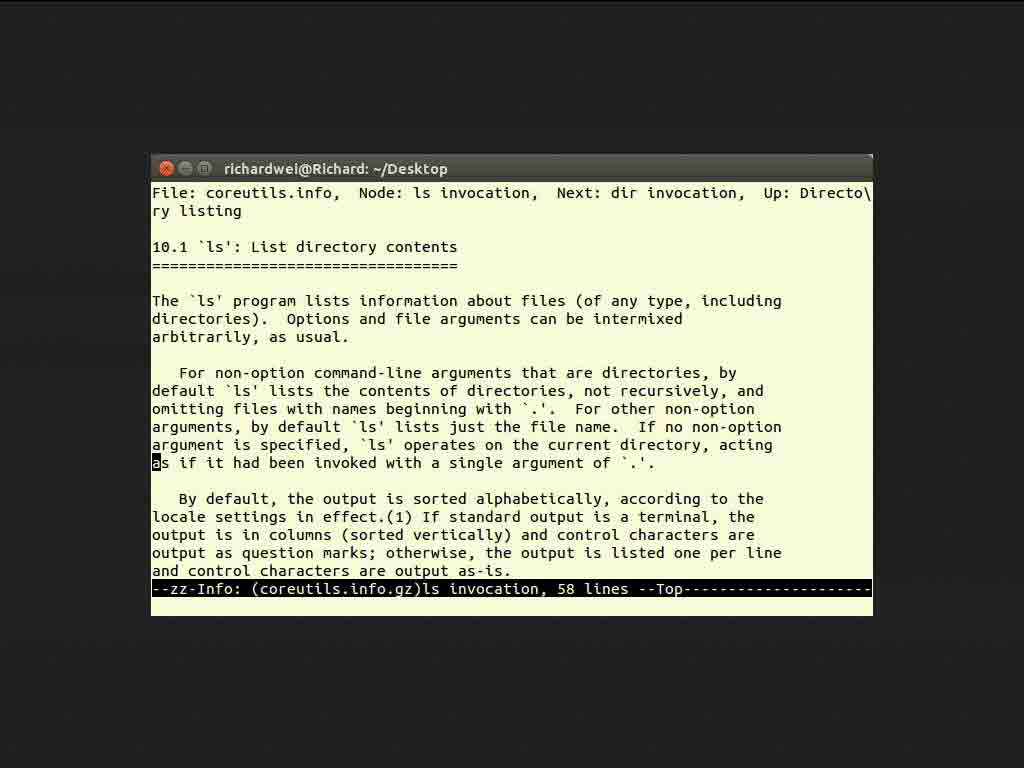 richardwei@Richard: ~/Desktop
File: coreutils.info,  Node: ls invocation,  Next: dir invocation,  Up: Directo\
ry listing
10.1 `ls': List directory contents
==================================
The `ls' program lists information about files (of any type, including
directories).  Options and file arguments can be intermixed
arbitrarily, as usual.
   For non-option command-line arguments that are directories, by
default `ls' lists the contents of directories, not recursively, and
omitting files with names beginning with `.'.  For other non-option
arguments, by default `ls' lists just the file name.  If no non-option
argument is specified, `ls' operates on the current directory, acting
as if it had been invoked with a single argument of `.'.
   By default, the output is sorted alphabetically, according to the
locale settings in effect.(1) If standard output is a terminal, the
output is in columns (sorted vertically) and control characters are
output as question marks; otherwise, the output is listed one per line
and control characters are output as-is.
--zz-Info: (coreutils.info.gz)ls invocation, 58 lines --Top---------------------